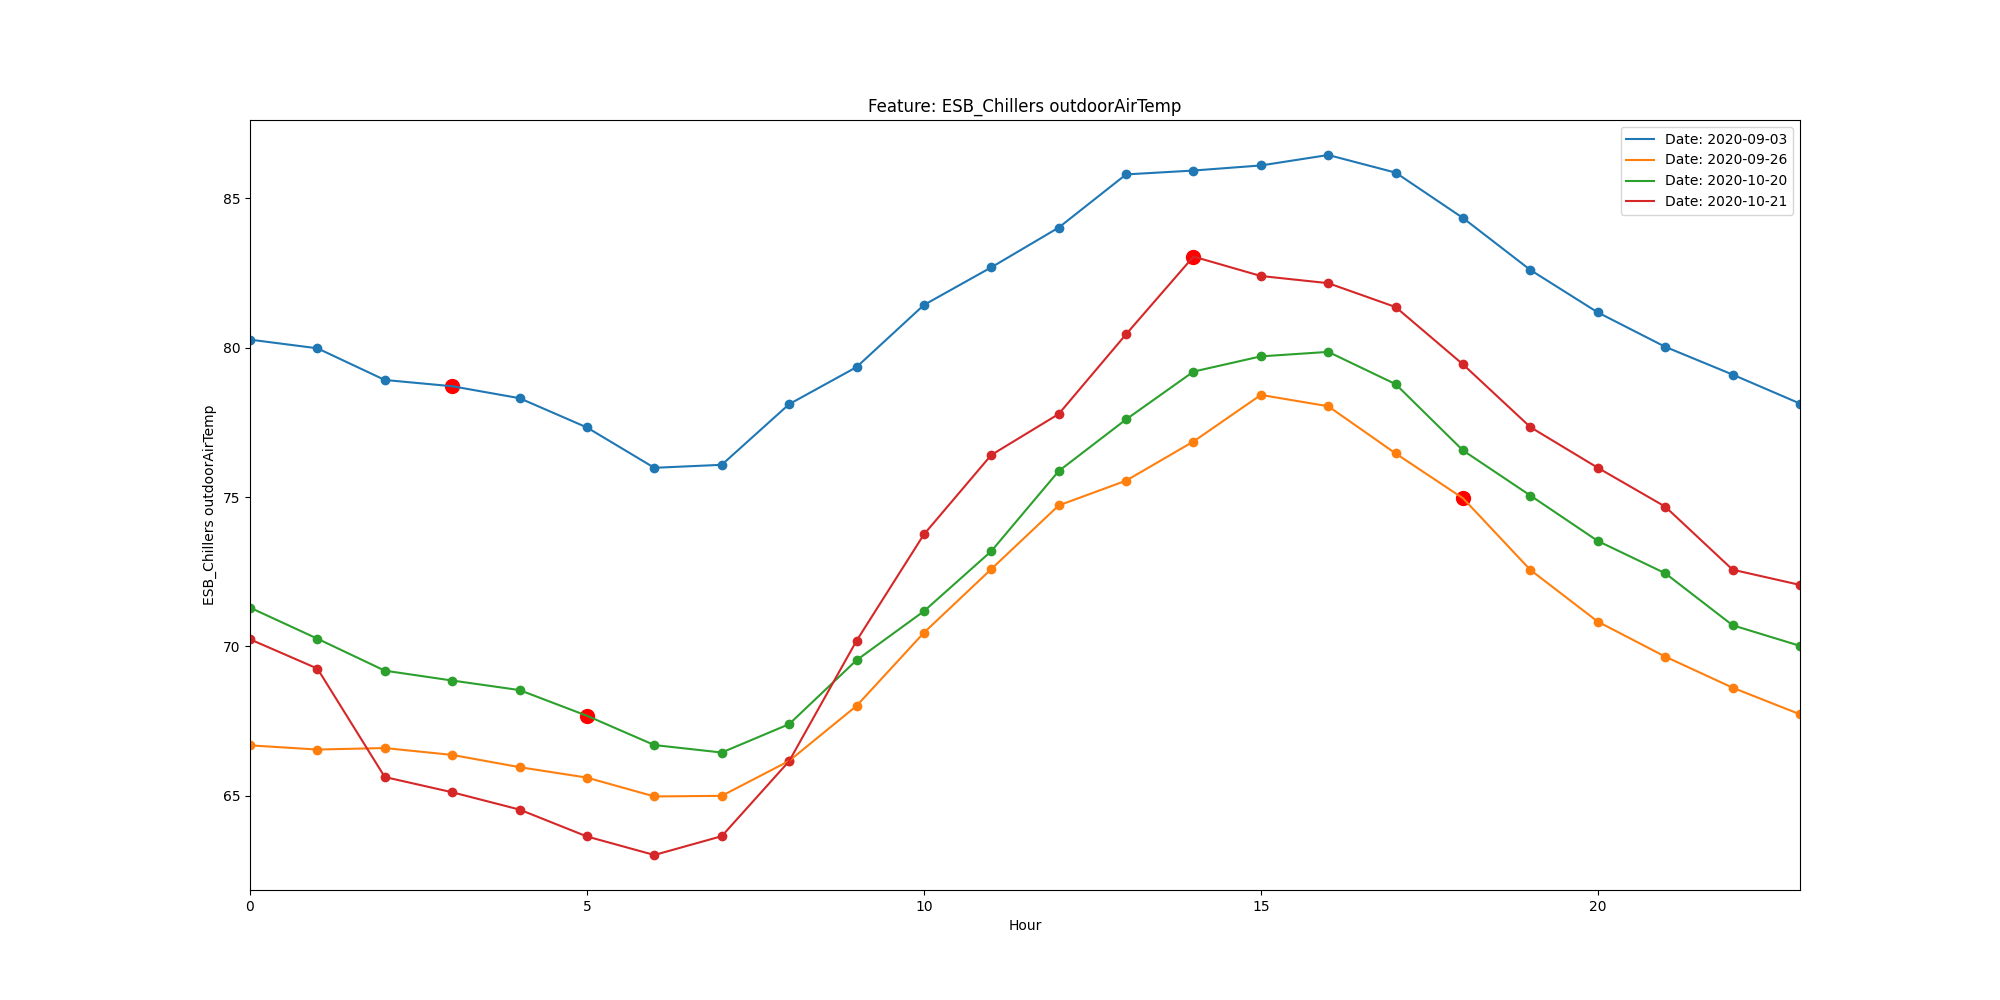 Feature: ESB_Chillers outdoorAirTemp
Date: 2020-09-03
Date: 2020-09-26
Date: 2020-10-20
Date: 2020-10-21
ESB_Chillers outdoorAirTemp
85
80
75
70
65
0 5 10 15 20
Hour